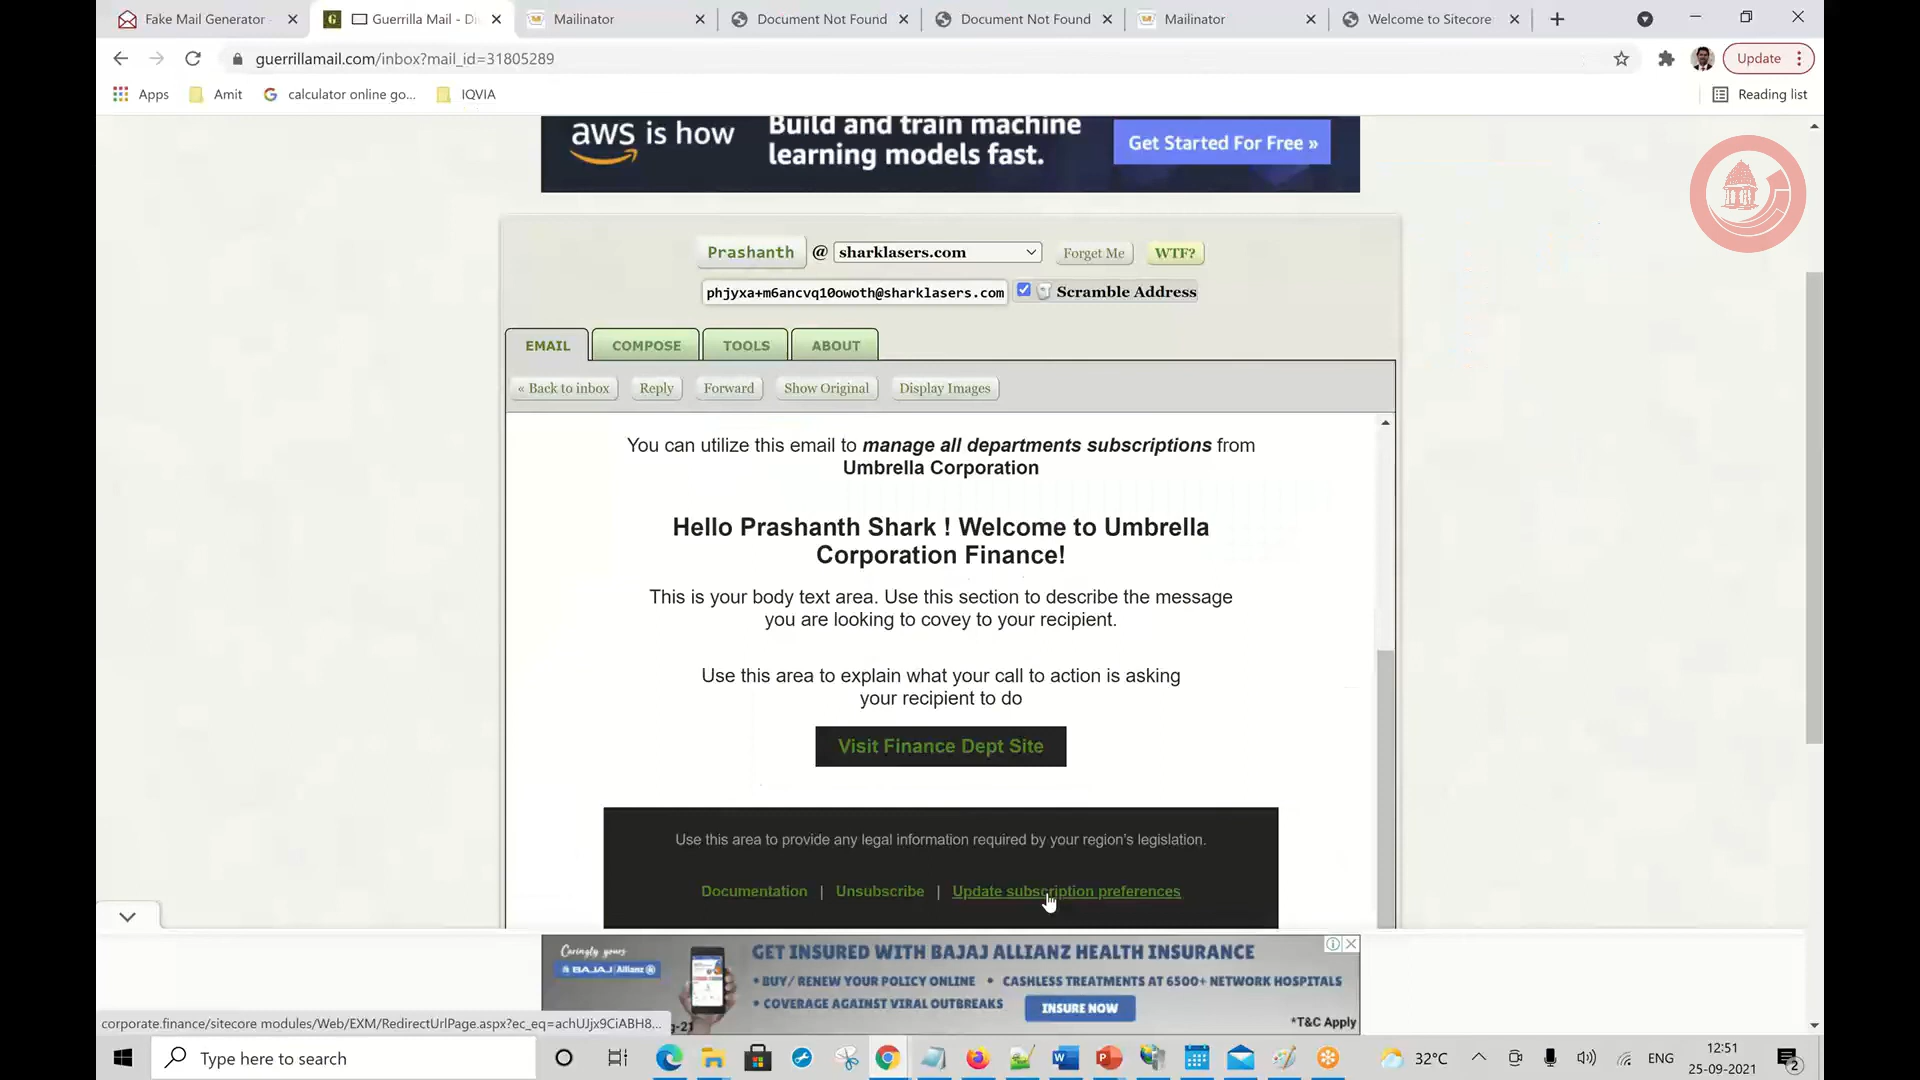 Fake Mail Generator
Guerrilla Mail - Di
Mailinator
Document Not Found
Document Not Found
Mailinator
Welcome to Sitecore
guerrillamail.com/inbox?mail_id=31805289
Update
Apps
Amit
calculator online go...
IQVIA
Reading list
aws is how
Build and train machine
learning models fast.
Get Started For Free »
Prashanth @ sharklasers.com
Forget Me
WTF?
phjyxa+m6ancvq10owoth@sharklasers.com
Scramble Address
EMAIL
COMPOSE
TOOLS
ABOUT
« Back to inbox
Reply
Forward
Show Original
Display Images
You can utilize this email to manage all departments subscriptions from
Umbrella Corporation
Hello Prashanth Shark ! Welcome to Umbrella
Corporation Finance!
This is your body text area. Use this section to describe the message
you are looking to covey to your recipient.
Use this area to explain what your call to action is asking
your recipient to do
Visit Finance Dept Site
Use this area to provide any legal information required by your region's legislation.
Documentation | Unsubscribe | Update subscription preferences
Caringly yours
BAJAJ Allianz
GET INSURED WITH BAJAJ ALLIANZ HEALTH INSURANCE
• BUY/ RENEW YOUR POLICY ONLINE • CASHLESS TREATMENTS AT 6500+ NETWORK HOSPITALS
• COVERAGE AGAINST VIRAL OUTBREAKS
INSURE NOW
*T&C Apply
corporate.finance/sitecore modules/Web/EXM/RedirectUrlPage.aspx?ec_eq=achUJjx9CiABH8...
g-21
Type here to search
32°C
ENG
12:51
25-09-2021
2